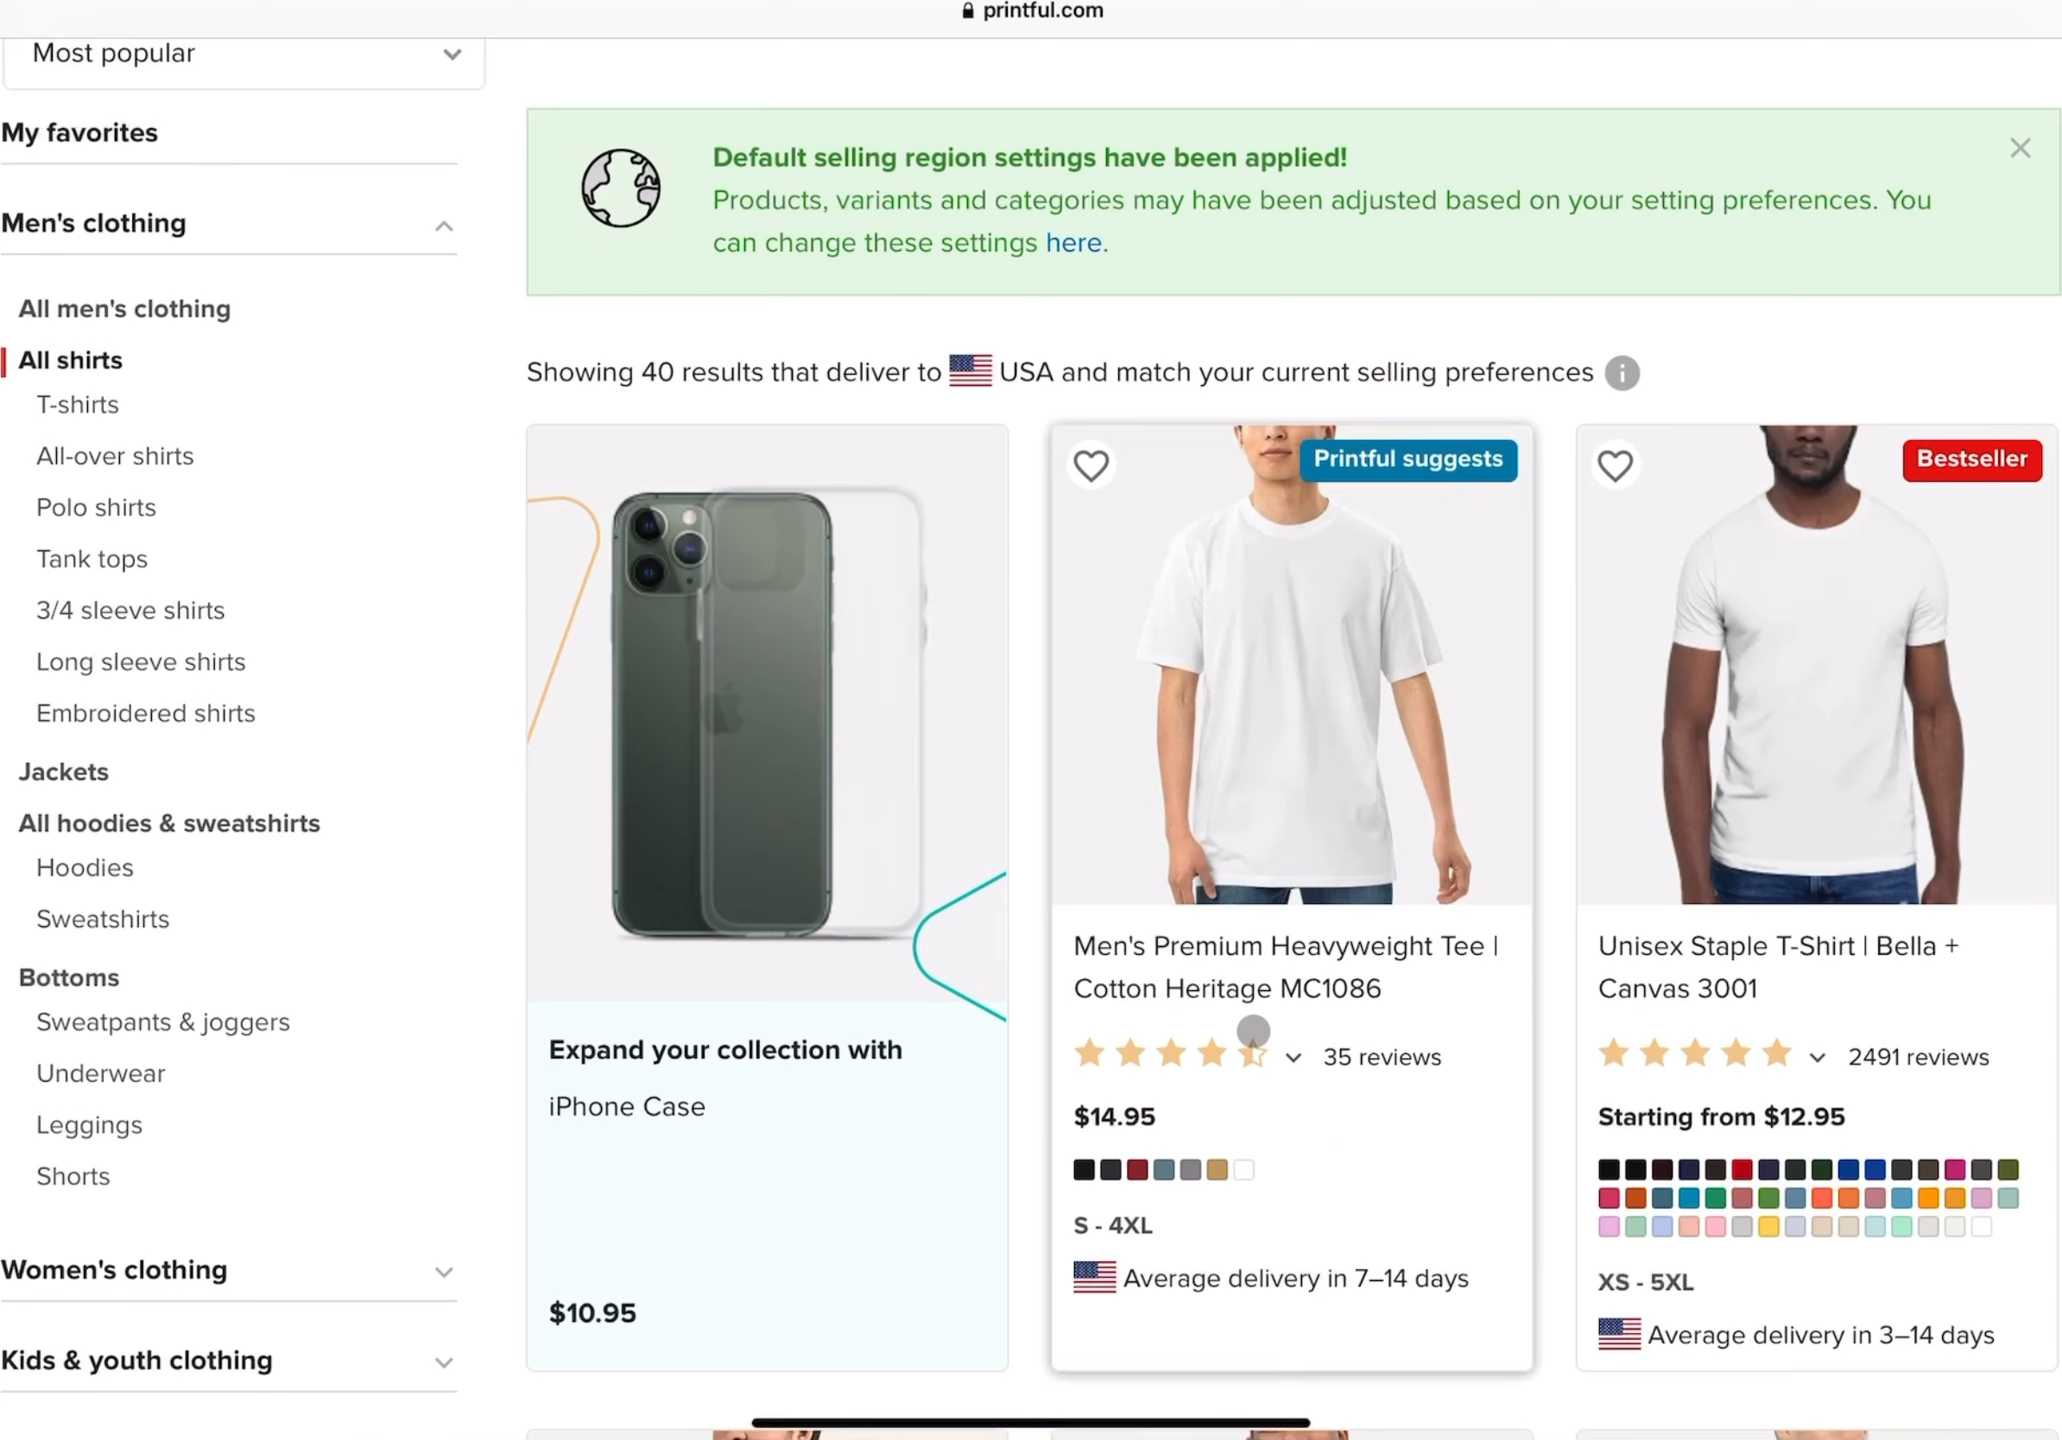 printful.com
Most popular
My favorites
Men's clothing
All men's clothing
All shirts
T-shirts
All-over shirts
Polo shirts
Tank tops
3/4 sleeve shirts
Long sleeve shirts
Embroidered shirts
Jackets
All hoodies & sweatshirts
Hoodies
Sweatshirts
Bottoms
Sweatpants & joggers
Underwear
Leggings
Shorts
Women's clothing
Kids & youth clothing
Default selling region settings have been applied!
Products, variants and categories may have been adjusted based on your setting preferences. You
can change these settings here.
Showing 40 results that deliver to USA and match your current selling preferences
Expand your collection with
iPhone Case
$10.95
Printful suggests
Men's Premium Heavyweight Tee |
Cotton Heritage MC1086
35 reviews
$14.95
S - 4XL
Average delivery in 7–14 days
Bestseller
Unisex Staple T-Shirt | Bella +
Canvas 3001
2491 reviews
Starting from $12.95
XS - 5XL
Average delivery in 3–14 days